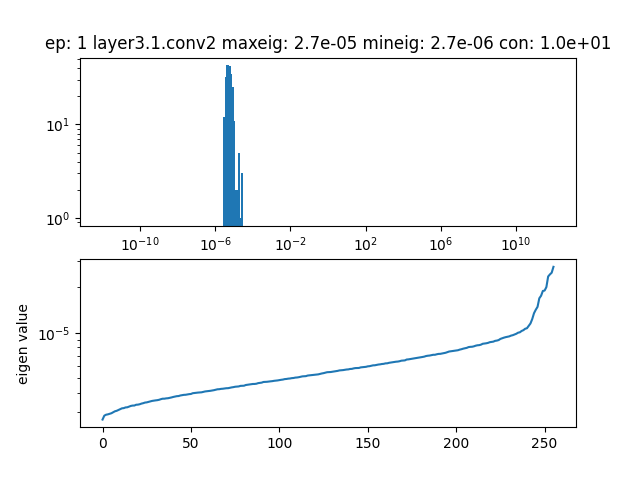 ep: 1 layer3.1.conv2 maxeig: 2.7e-05 mineig: 2.7e-06 con: 1.0e+01
10¹
10⁰
10⁻¹⁰ 10⁻⁶ 10⁻² 10² 10⁶ 10¹⁰
eigen value
10⁻⁵
0 50 100 150 200 250